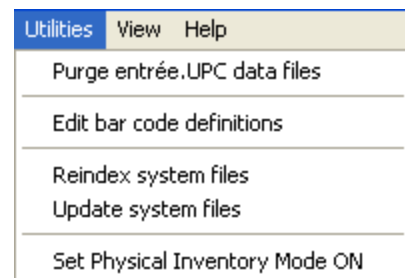 Utilities View Help
Purge entrée.UPC data files
Edit bar code definitions
Reindex system files
Update system files
Set Physical Inventory Mode ON